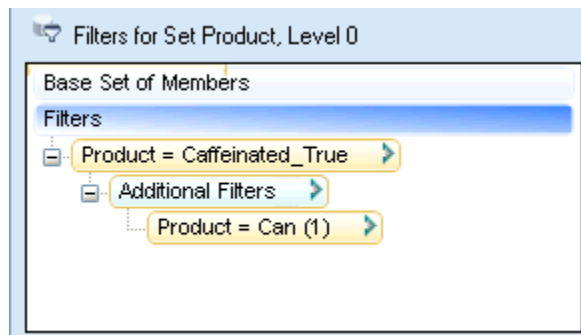 Filters for Set Product, Level 0
Base Set of Members
Filters
Product = Caffeinated_True
Additional Filters
Product = Can (1)